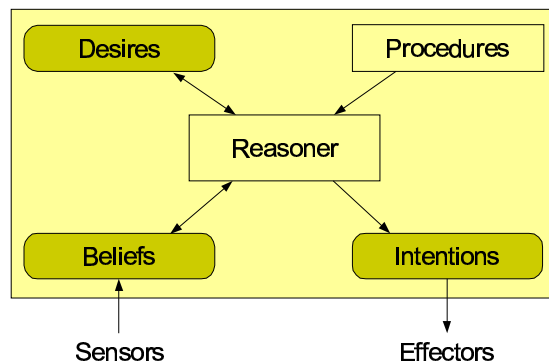 Desires
Procedures
Reasoner
Beliefs
Intentions
Sensors
Effectors